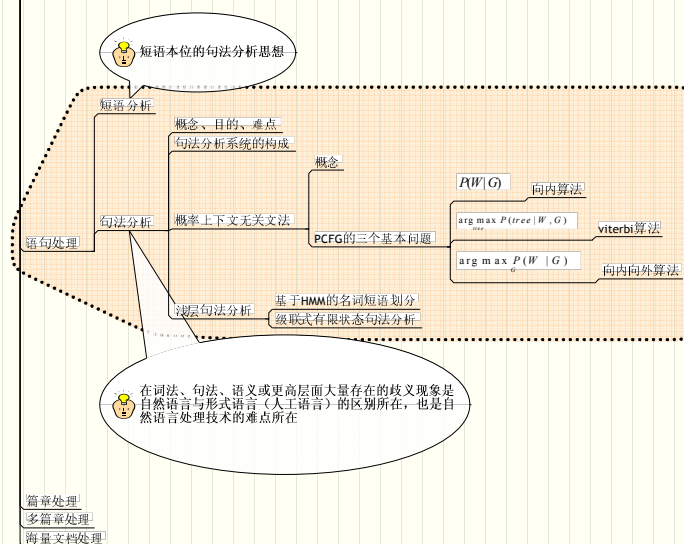 短语本位的句法分析思想
短语分析
概念、目的、难点
句法分析系统的构成
概念
P(W|G)
向内算法
句法分析
概率上下文无关文法
arg max P(tree | W, G)
tree
viterbi算法
语句处理
PCFG的三个基本问题
arg max P(W | G)
G
向内向外算法
浅层句法分析
基于HMM的名词短语划分
级联式有限状态句法分析
在词法、句法、语义或更高层面大量存在的歧义现象是
自然语言与形式语言（人工语言）的区别所在，也是自
然语言处理技术的难点所在
篇章处理
多篇章处理
海量文档处理